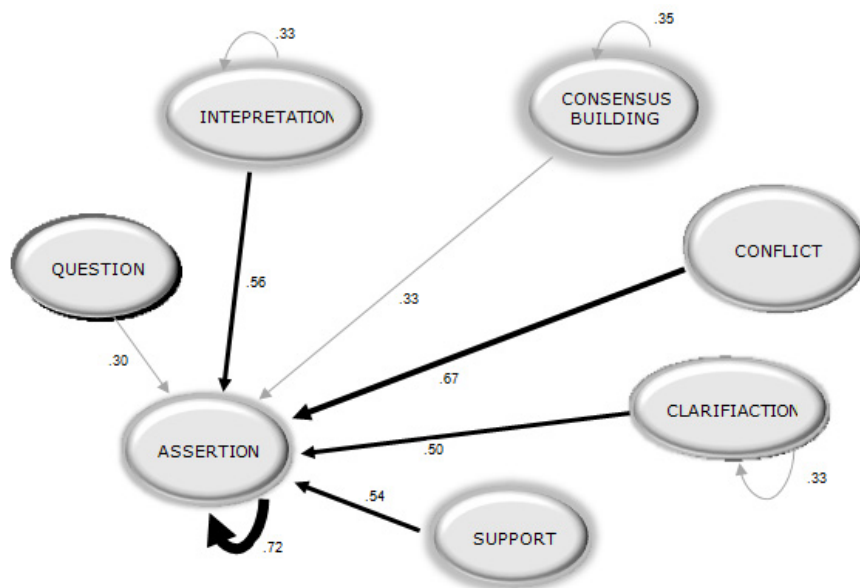 .33
.35
INTEPRETATION
CONSENSUS
BUILDING
QUESTION
CONFLICT
.56
.33
.30
.67
CLARIFIACTION
ASSERTION
.50
.33
.54
SUPPORT
.72